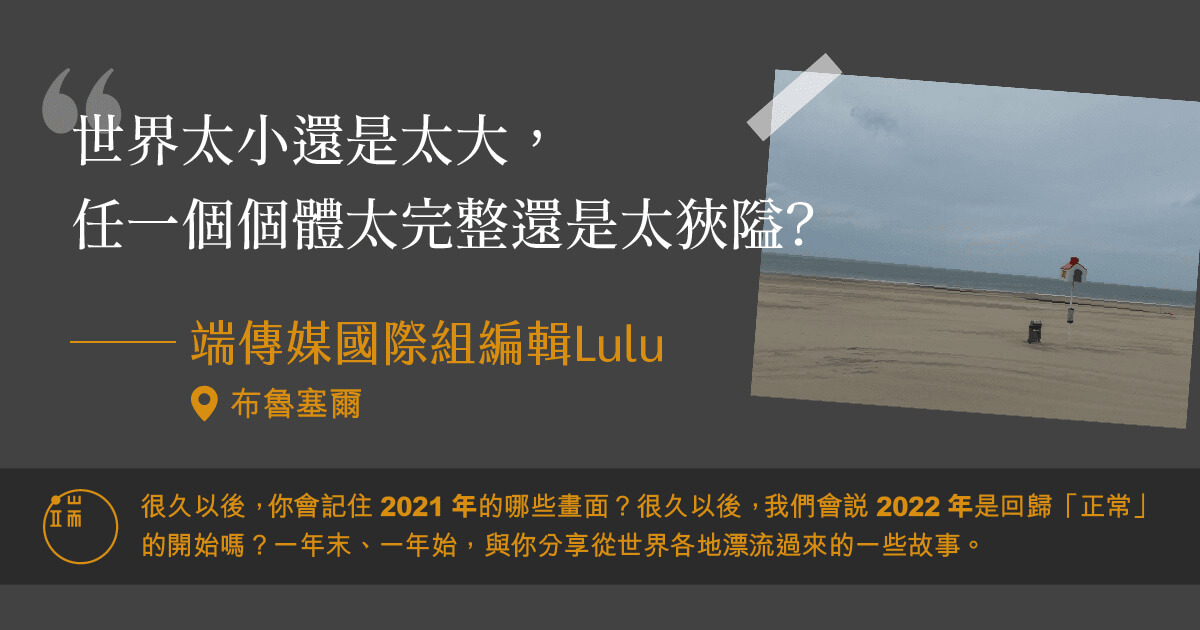 世界太小還是太大，
任一個個體太完整還是太狹隘？
端傳媒國際組編輯Lulu
布魯塞爾
端
很久以後，你會記住 2021 年的哪些畫面？很久以後，我們會説 2022 年是回歸「正常」
的開始嗎？一年末、一年始，與你分享從世界各地漂流過來的一些故事。